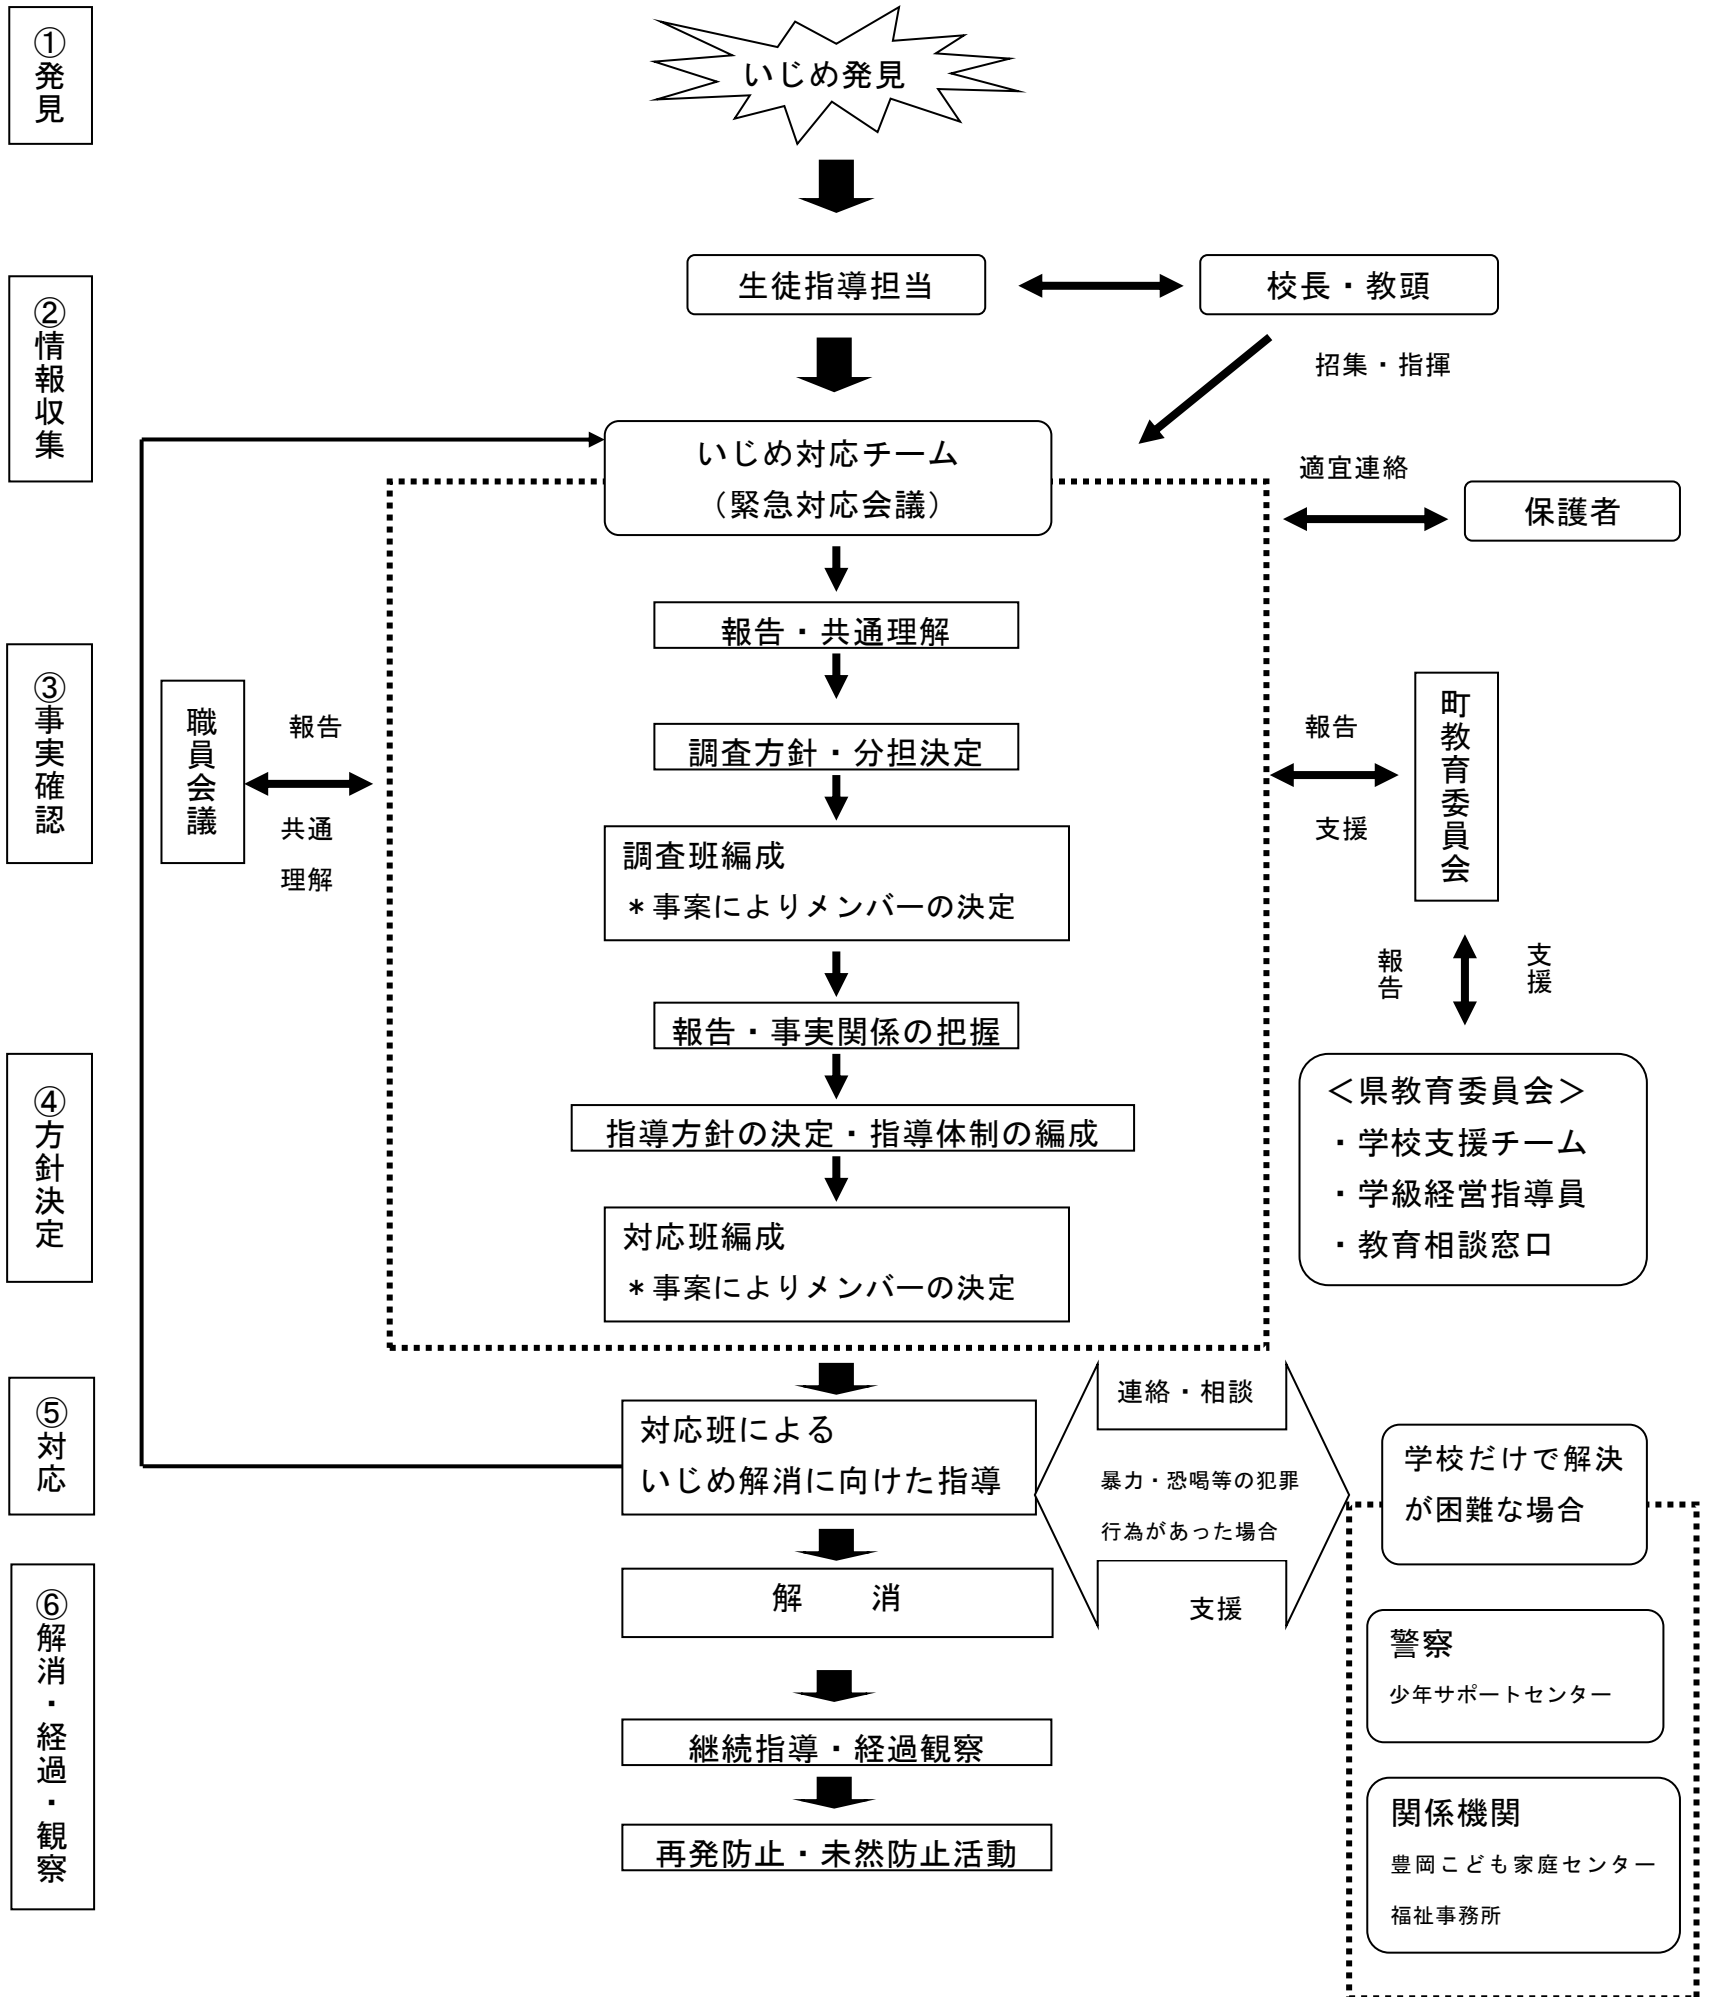 ①発見
いじめ発見
②情報収集
生徒指導担当
校長・教頭
招集・指揮
いじめ対応チーム
（緊急対応会議）
適宜連絡
保護者
報告・共通理解
③事実確認
職員会議
報告
共通
理解
調査方針・分担決定
調査班編成
＊事案によりメンバーの決定
報告
支援
町教育委員会
報告
支援
報告・事実関係の把握
④方針決定
指導方針の決定・指導体制の編成
対応班編成
＊事案によりメンバーの決定
＜県教育委員会＞
・学校支援チーム
・学級経営指導員
・教育相談窓口
⑤対応
対応班による
いじめ解消に向けた指導
連絡・相談
暴力・恐喝等の犯罪
行為があった場合
支援
学校だけで解決
が困難な場合
⑥解消・経過・観察
解　　消
警察
少年サポートセンター
継続指導・経過観察
再発防止・未然防止活動
関係機関
豊岡こども家庭センター
福祉事務所